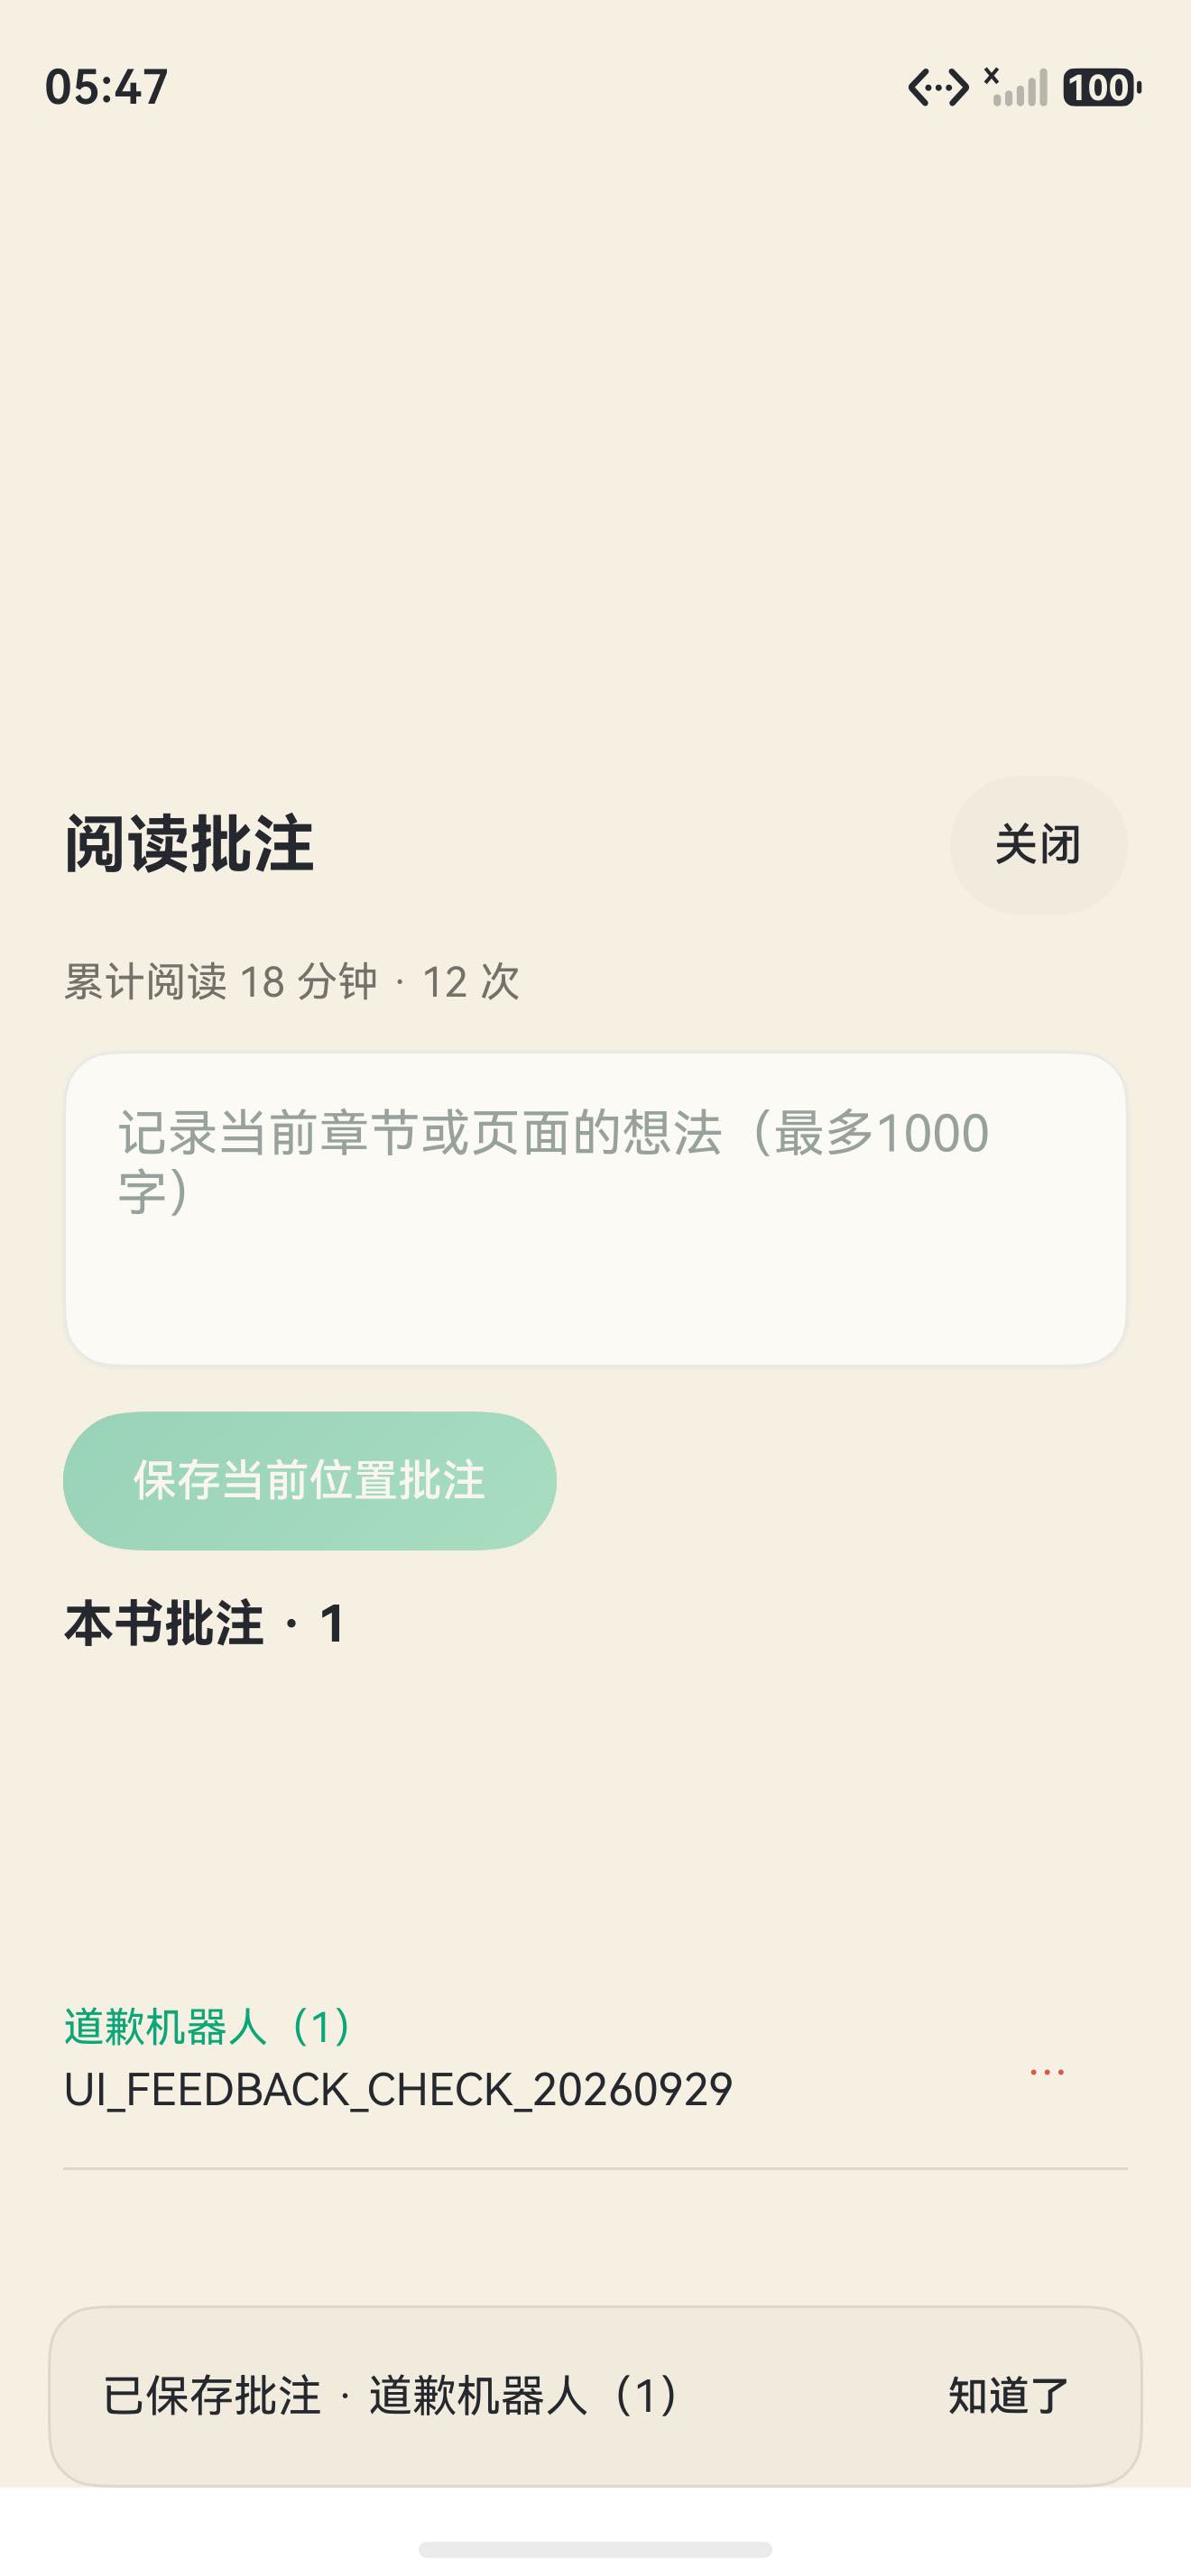 05:47
100
阅读批注
关闭
累计阅读 18 分钟 · 12 次
记录当前章节或页面的想法（最多1000
字）
保存当前位置批注
本书批注 · 1
道歉机器人（1）
UI_FEEDBACK_CHECK_20260929
...
已保存批注 · 道歉机器人（1）
知道了